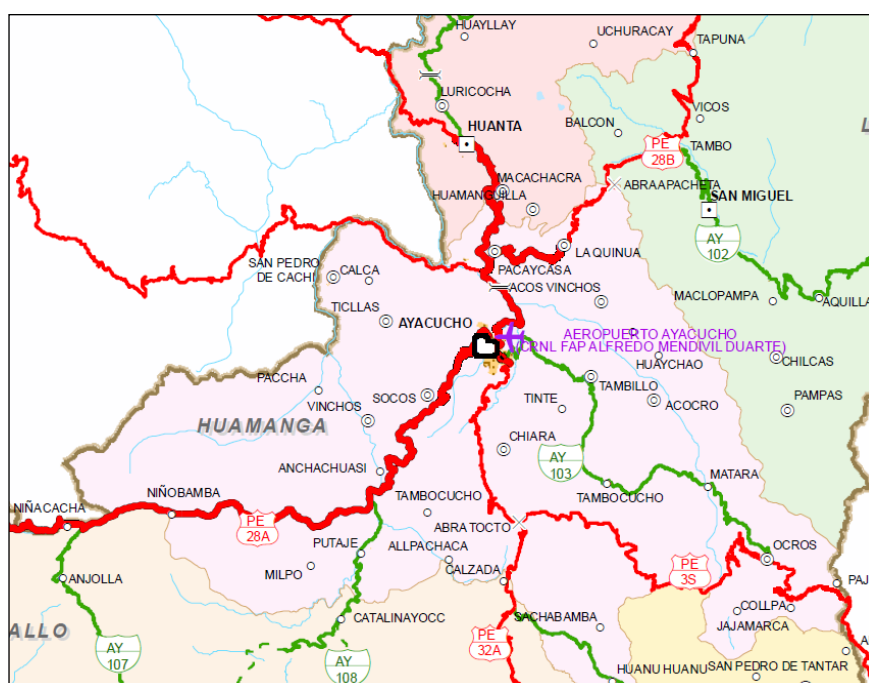 HUAYLLAY
UCHURACAY
TAPUNA
LURICOCHA
VICOS
HUANTA
BALCON
PE
28B
TAMBO
MACACHACRA
HUAMANGUILLA
ABRA APACHETA
SAN MIGUEL
AY
102
LA QUINUA
SAN PEDRO
DE CACHI
CALCA
PACAYCASA
ACOS VINCHOS
MACLOPAMPA
AQUILLA
TICLLAS
AYACUCHO
AEROPUERTO AYACUCHO
(CRNL FAP ALFREDO MENDIVIL DUARTE)
HUAYCHAO
CHILCAS
PACCHA
SOCOS
TAMBILLO
VINCHOS
TINTE
ACOCRO
PAMPAS
HUAMANGA
CHIARA
AY
103
ANCHACHUASI
MATARA
NIÑACACHA
NIÑOBAMBA
TAMBOCUCHO
TAMBOCUCHO
PE
28A
ABRA TOCTO
PUTAJE
ALLPACHACA
OCROS
MILPO
CALZADA
PE
3S
ANJOLLA
PAJ
COLLPA
CATALINAYOCC
SACHABAMBA
JAJAMARCA
ALLO
PE
32A
AY
107
AY
108
HUANU HUANU
SAN PEDRO DE TANTAR